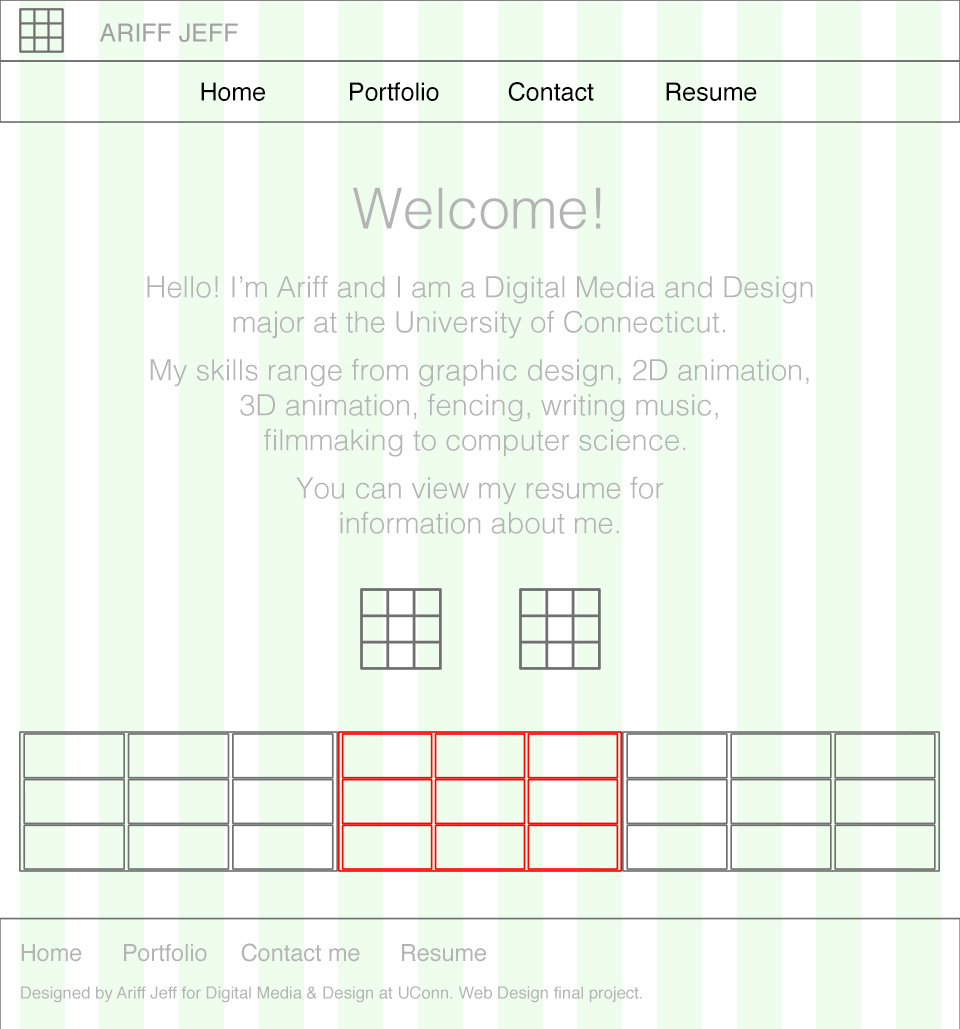 ARIFF JEFF
Home Portfolio Contact Resume
Welcome!
Hello! I’m Ariff and I am a Digital Media and Design
major at the University of Connecticut.
My skills range from graphic design, 2D animation,
3D animation, fencing, writing music,
filmmaking to computer science.
You can view my resume for
information about me.
Home Portfolio Contact me Resume
Designed by Ariff Jeff for Digital Media & Design at UConn. Web Design final project.